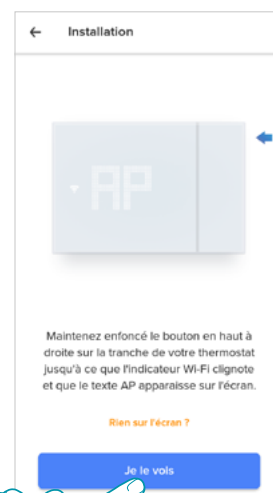 Installation
AP
Maintenez enfoncé le bouton en haut à
droite sur la tranche de votre thermostat
jusqu'à ce que l'indicateur Wi-Fi clignote
et que le texte AP apparaisse sur l'écran.
Rien sur l'écran ?
Je le vois